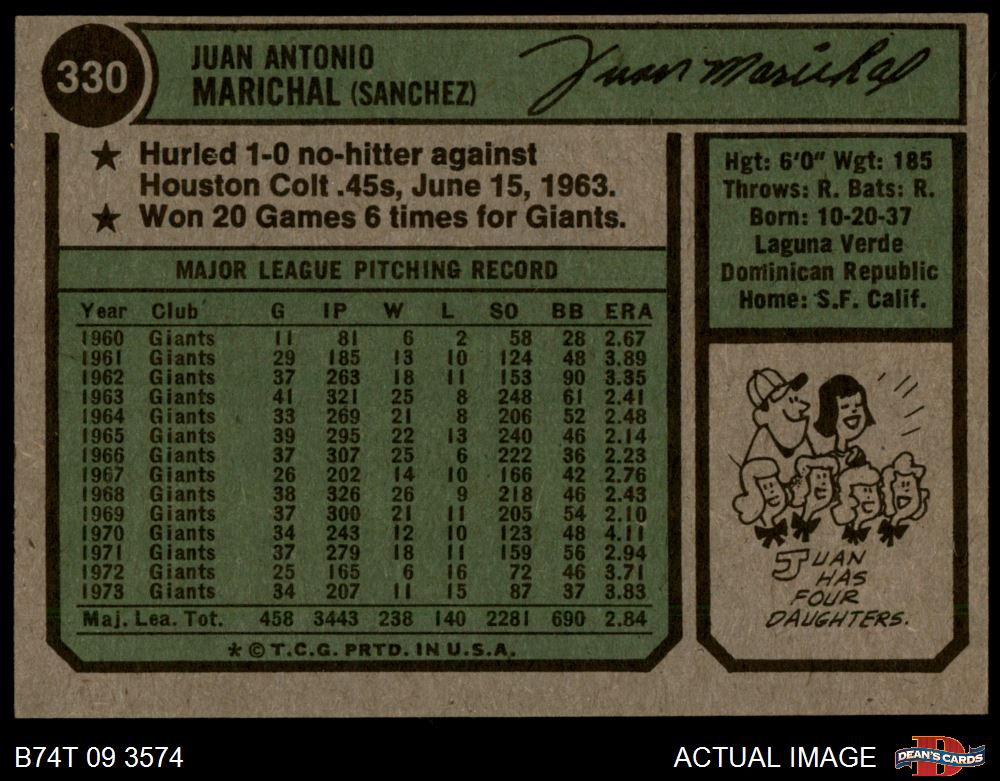 330
JUAN ANTONIO
MARICHAL (SANCHEZ)
Juan Marichal
★ Hurled 1-0 no-hitter against
Houston Colt .45s, June 15, 1963.
★ Won 20 Games 6 times for Giants.
MAJOR LEAGUE PITCHING RECORD
Year Club G IP W L SO BB ERA
1960 Giants 11 81 6 2 58 28 2.67
1961 Giants 29 185 13 10 124 48 3.89
1962 Giants 37 263 18 11 153 90 3.35
1963 Giants 41 321 25 8 248 61 2.41
1964 Giants 33 269 21 8 206 52 2.48
1965 Giants 39 295 22 13 240 46 2.14
1966 Giants 37 307 25 6 222 36 2.23
1967 Giants 26 202 14 10 166 42 2.76
1968 Giants 38 326 26 9 218 46 2.43
1969 Giants 37 300 21 11 205 54 2.10
1970 Giants 34 243 12 10 123 48 4.11
1971 Giants 37 279 18 11 159 56 2.94
1972 Giants 25 165 6 16 72 46 3.71
1973 Giants 34 207 11 15 87 37 3.83
Maj. Lea. Tot. 458 3443 238 140 2281 690 2.84
* © T.C.G. PRTD. IN U.S.A.
Hgt: 6'0" Wgt: 185
Throws: R. Bats: R.
Born: 10-20-37
Laguna Verde
Dominican Republic
Home: S.F. Calif.
JUAN
HAS
FOUR
DAUGHTERS.
B74T 09 3574
ACTUAL IMAGE
D
DEAN'S CARDS